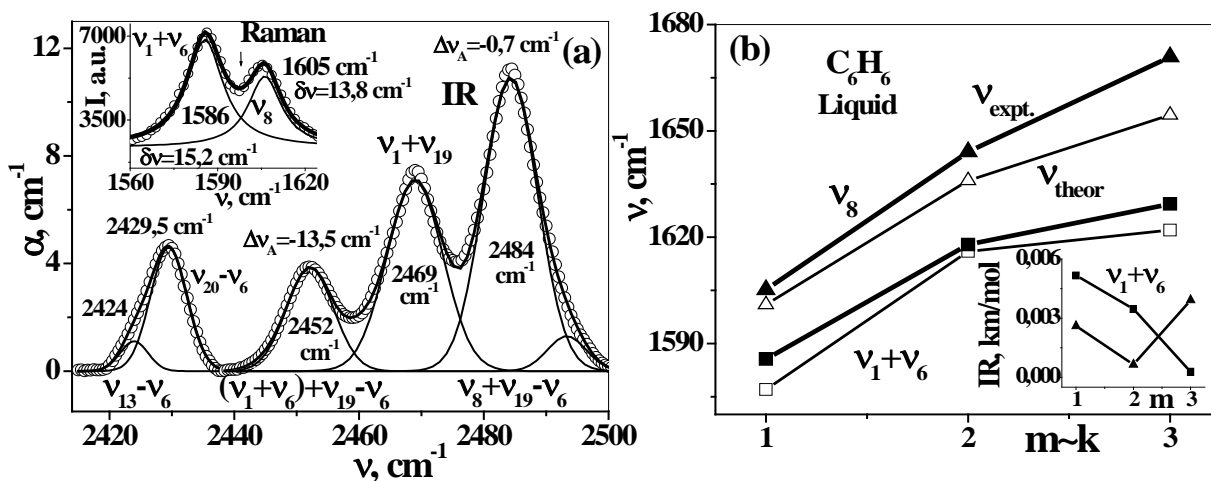 12
8
4
0
α, cm⁻¹
2420
2440
2460
2480
2500
ν, cm⁻¹
(a)
IR
Δν_A=-0,7 cm⁻¹
ν₁+ν₁₉
2484
cm⁻¹
2469
cm⁻¹
Δν_A=-13,5 cm⁻¹
2452
cm⁻¹
2429,5 cm⁻¹
ν₂₀−ν₆
2424
ν₁₃−ν₆
(ν₁+ν₆)+ν₁₉−ν₆
ν₈+ν₁₉−ν₆
7000
3500
I, a.u.
ν₁+ν₆
Raman
1605 cm⁻¹
δν=13,8 cm⁻¹
1586
ν₈
δν=15,2 cm⁻¹
1560
1590
1620
ν, cm⁻¹
(b)
1680
1650
1620
1590
ν, cm⁻¹
C₆H₆
Liquid
ν_expt.
ν₈
ν_theor
ν₁+ν₆
1
2
3
m~k
0,006
0,003
0,000
IR, km/mol
ν₁+ν₆
1
2
3
m